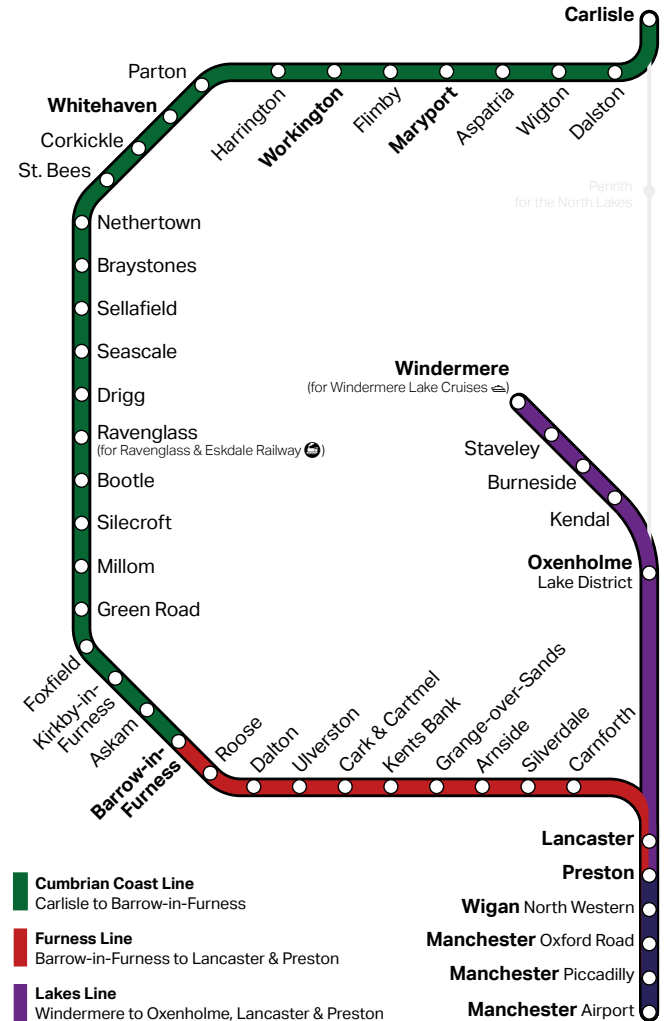 Carlisle
Parton
Harrington
Workington
Flimby
Maryport
Aspatria
Wigton
Dalston
Whitehaven
Corkickle
St. Bees
Penrith
for the North Lakes
Nethertown
Braystones
Sellafield
Seascale
Drigg
Ravenglass
(for Ravenglass & Eskdale Railway)
Bootle
Silecroft
Millom
Green Road
Windermere
(for Windermere Lake Cruises)
Staveley
Burneside
Kendal
Oxenholme
Lake District
Foxfield
Kirkby-in-
Furness
Askam
Barrow-in-
Furness
Roose
Dalton
Ulverston
Cark & Cartmel
Kents Bank
Grange-over-Sands
Arnside
Silverdale
Carnforth
Lancaster
Preston
Wigan North Western
Manchester Oxford Road
Manchester Piccadilly
Manchester Airport
Cumbrian Coast Line
Carlisle to Barrow-in-Furness
Furness Line
Barrow-in-Furness to Lancaster & Preston
Lakes Line
Windermere to Oxenholme, Lancaster & Preston